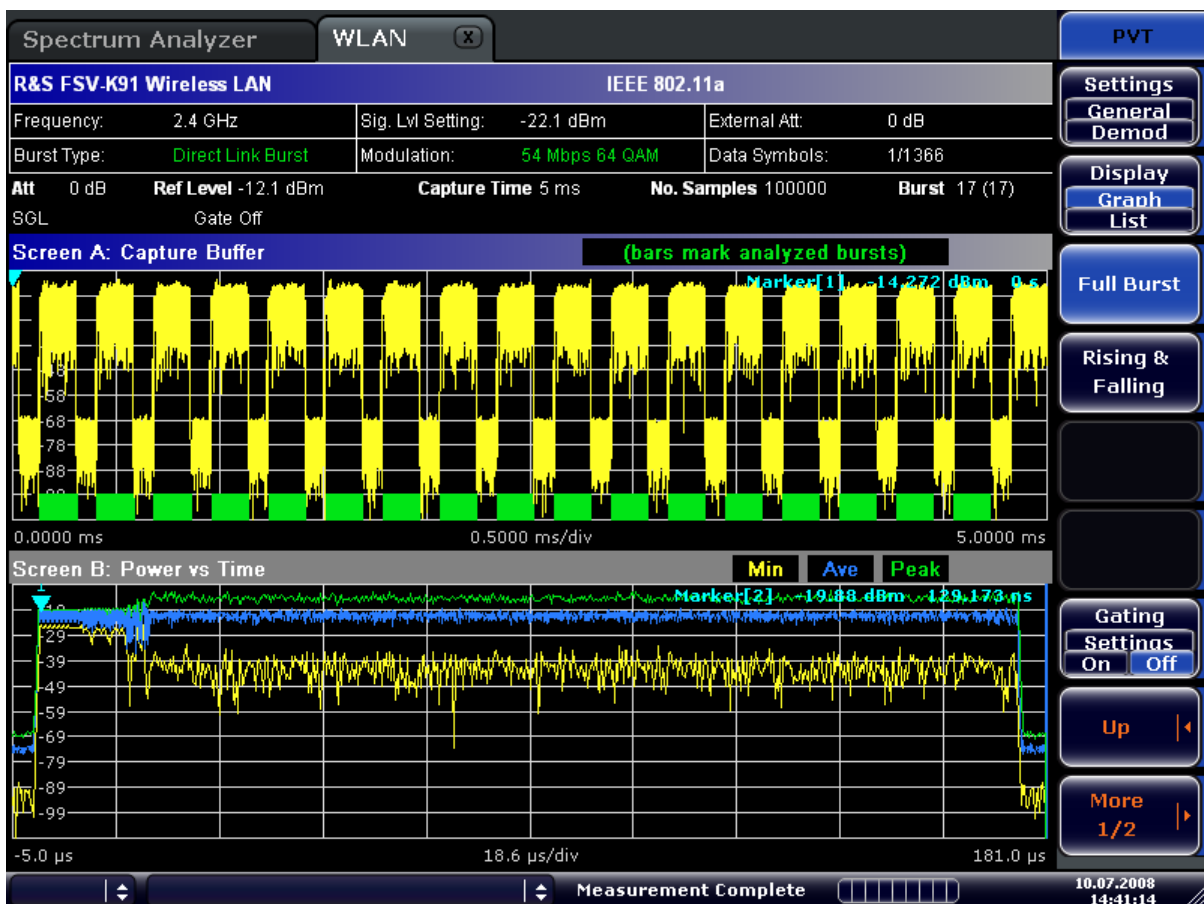 Spectrum Analyzer WLAN X
PVT
R&S FSV-K91 Wireless LAN IEEE 802.11a
Frequency: 2.4 GHz Sig. Lvl Setting: -22.1 dBm External Att: 0 dB
Burst Type: Direct Link Burst Modulation: 54 Mbps 64 QAM Data Symbols: 1/1366
Att 0 dB Ref Level -12.1 dBm Capture Time 5 ms No. Samples 100000 Burst 17 (17)
SGL Gate Off
Screen A: Capture Buffer (bars mark analyzed bursts)
Marker[1] -14.272 dBm 0 s
-58
-68
-78
-88
0.0000 ms 0.5000 ms/div 5.0000 ms
Screen B: Power vs Time Min Ave Peak
1
Marker[2] -19.88 dBm 129.173 ns
-29
-39
-49
-59
-69
-79
-89
-99
-5.0 µs 18.6 µs/div 181.0 µs
Measurement Complete
Settings
General
Demod
Display
Graph
List
Full Burst
Rising &
Falling
Gating
Settings
On Off
Up
More
1/2
10.07.2008
14:41:14